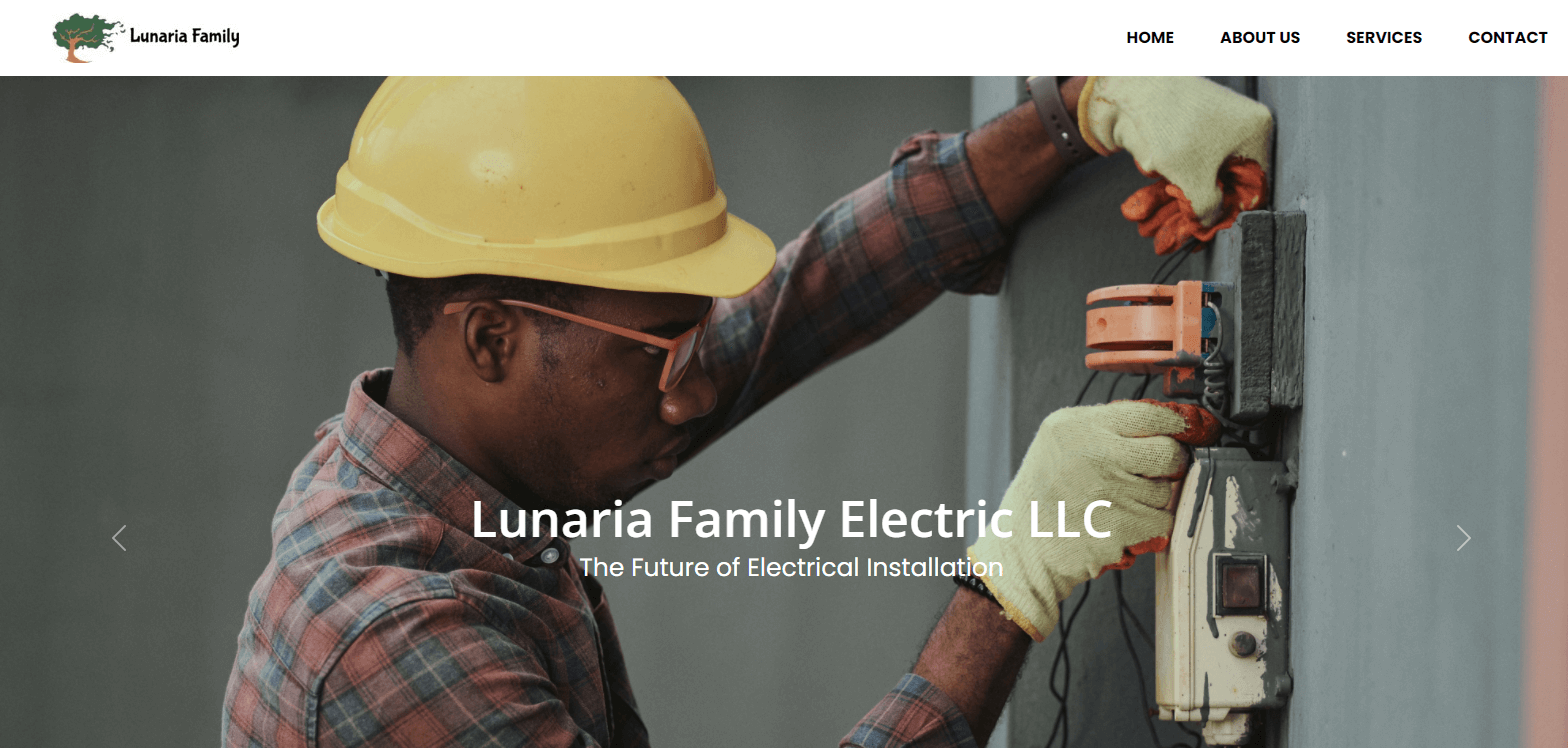 Lunaria Family
HOME
ABOUT US
SERVICES
CONTACT
Lunaria Family Electric LLC
The Future of Electrical Installation